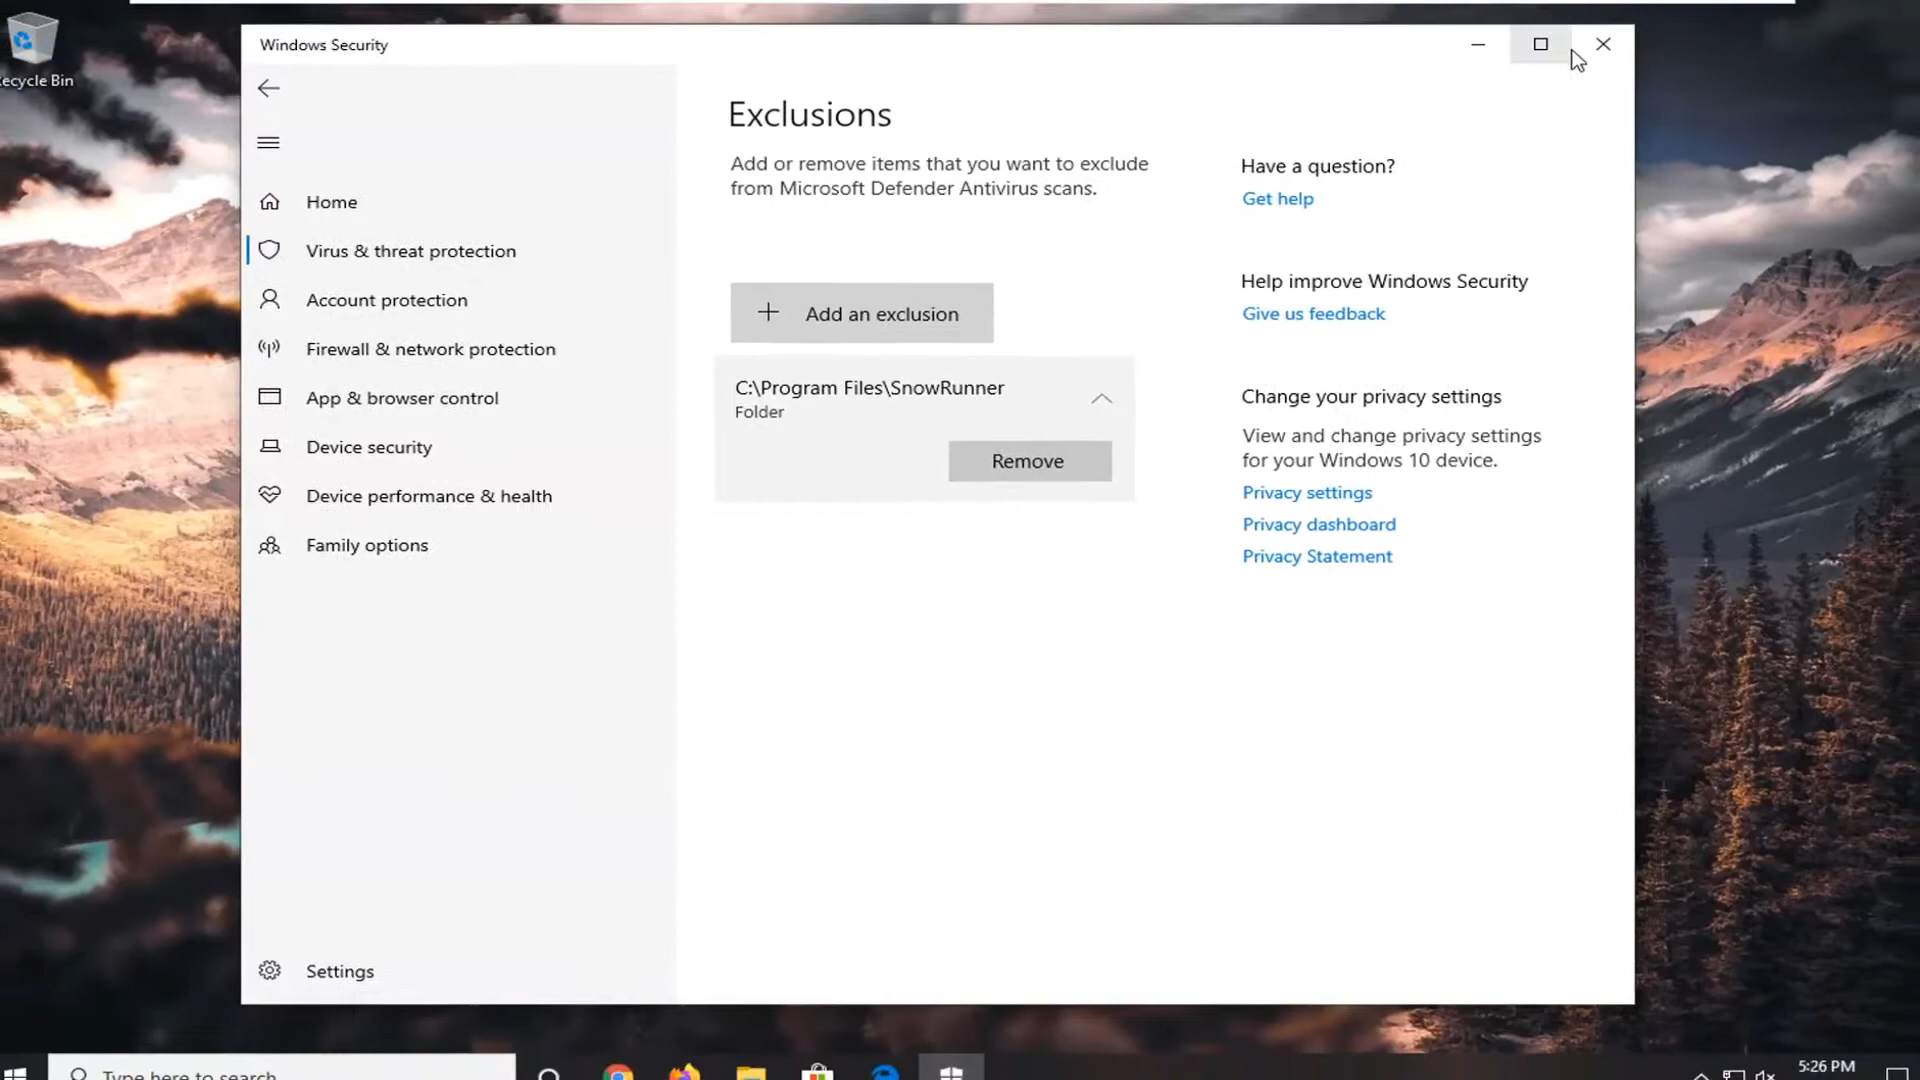 Recycle Bin
Windows Security
Home
Virus & threat protection
Account protection
Firewall & network protection
App & browser control
Device security
Device performance & health
Family options
Settings
Exclusions
Add or remove items that you want to exclude
from Microsoft Defender Antivirus scans.
Add an exclusion
C:\Program Files\SnowRunner
Folder
Remove
Have a question?
Get help
Help improve Windows Security
Give us feedback
Change your privacy settings
View and change privacy settings
for your Windows 10 device.
Privacy settings
Privacy dashboard
Privacy Statement
Type here to search
5:26 PM